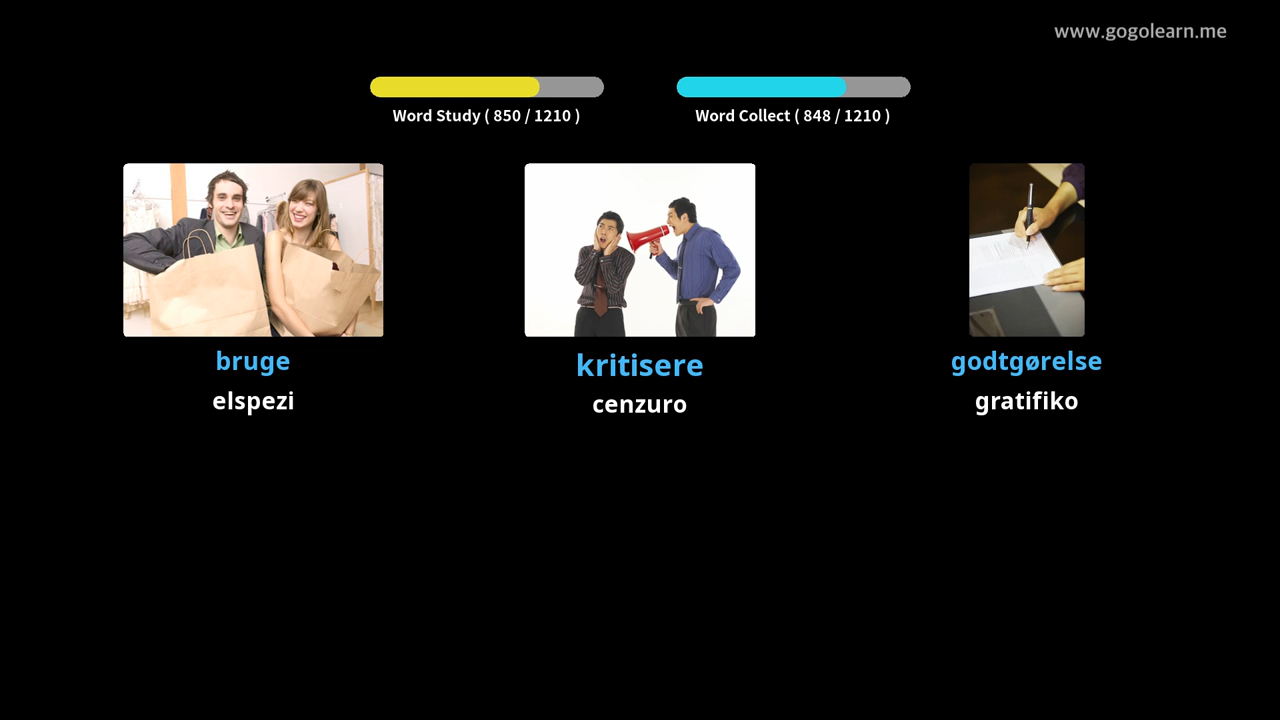 www.gogolearn.me
Word Study ( 850 / 1210 )
Word Collect ( 848 / 1210 )
bruge
elspezi
kritisere
cenzuro
godtgørelse
gratifiko